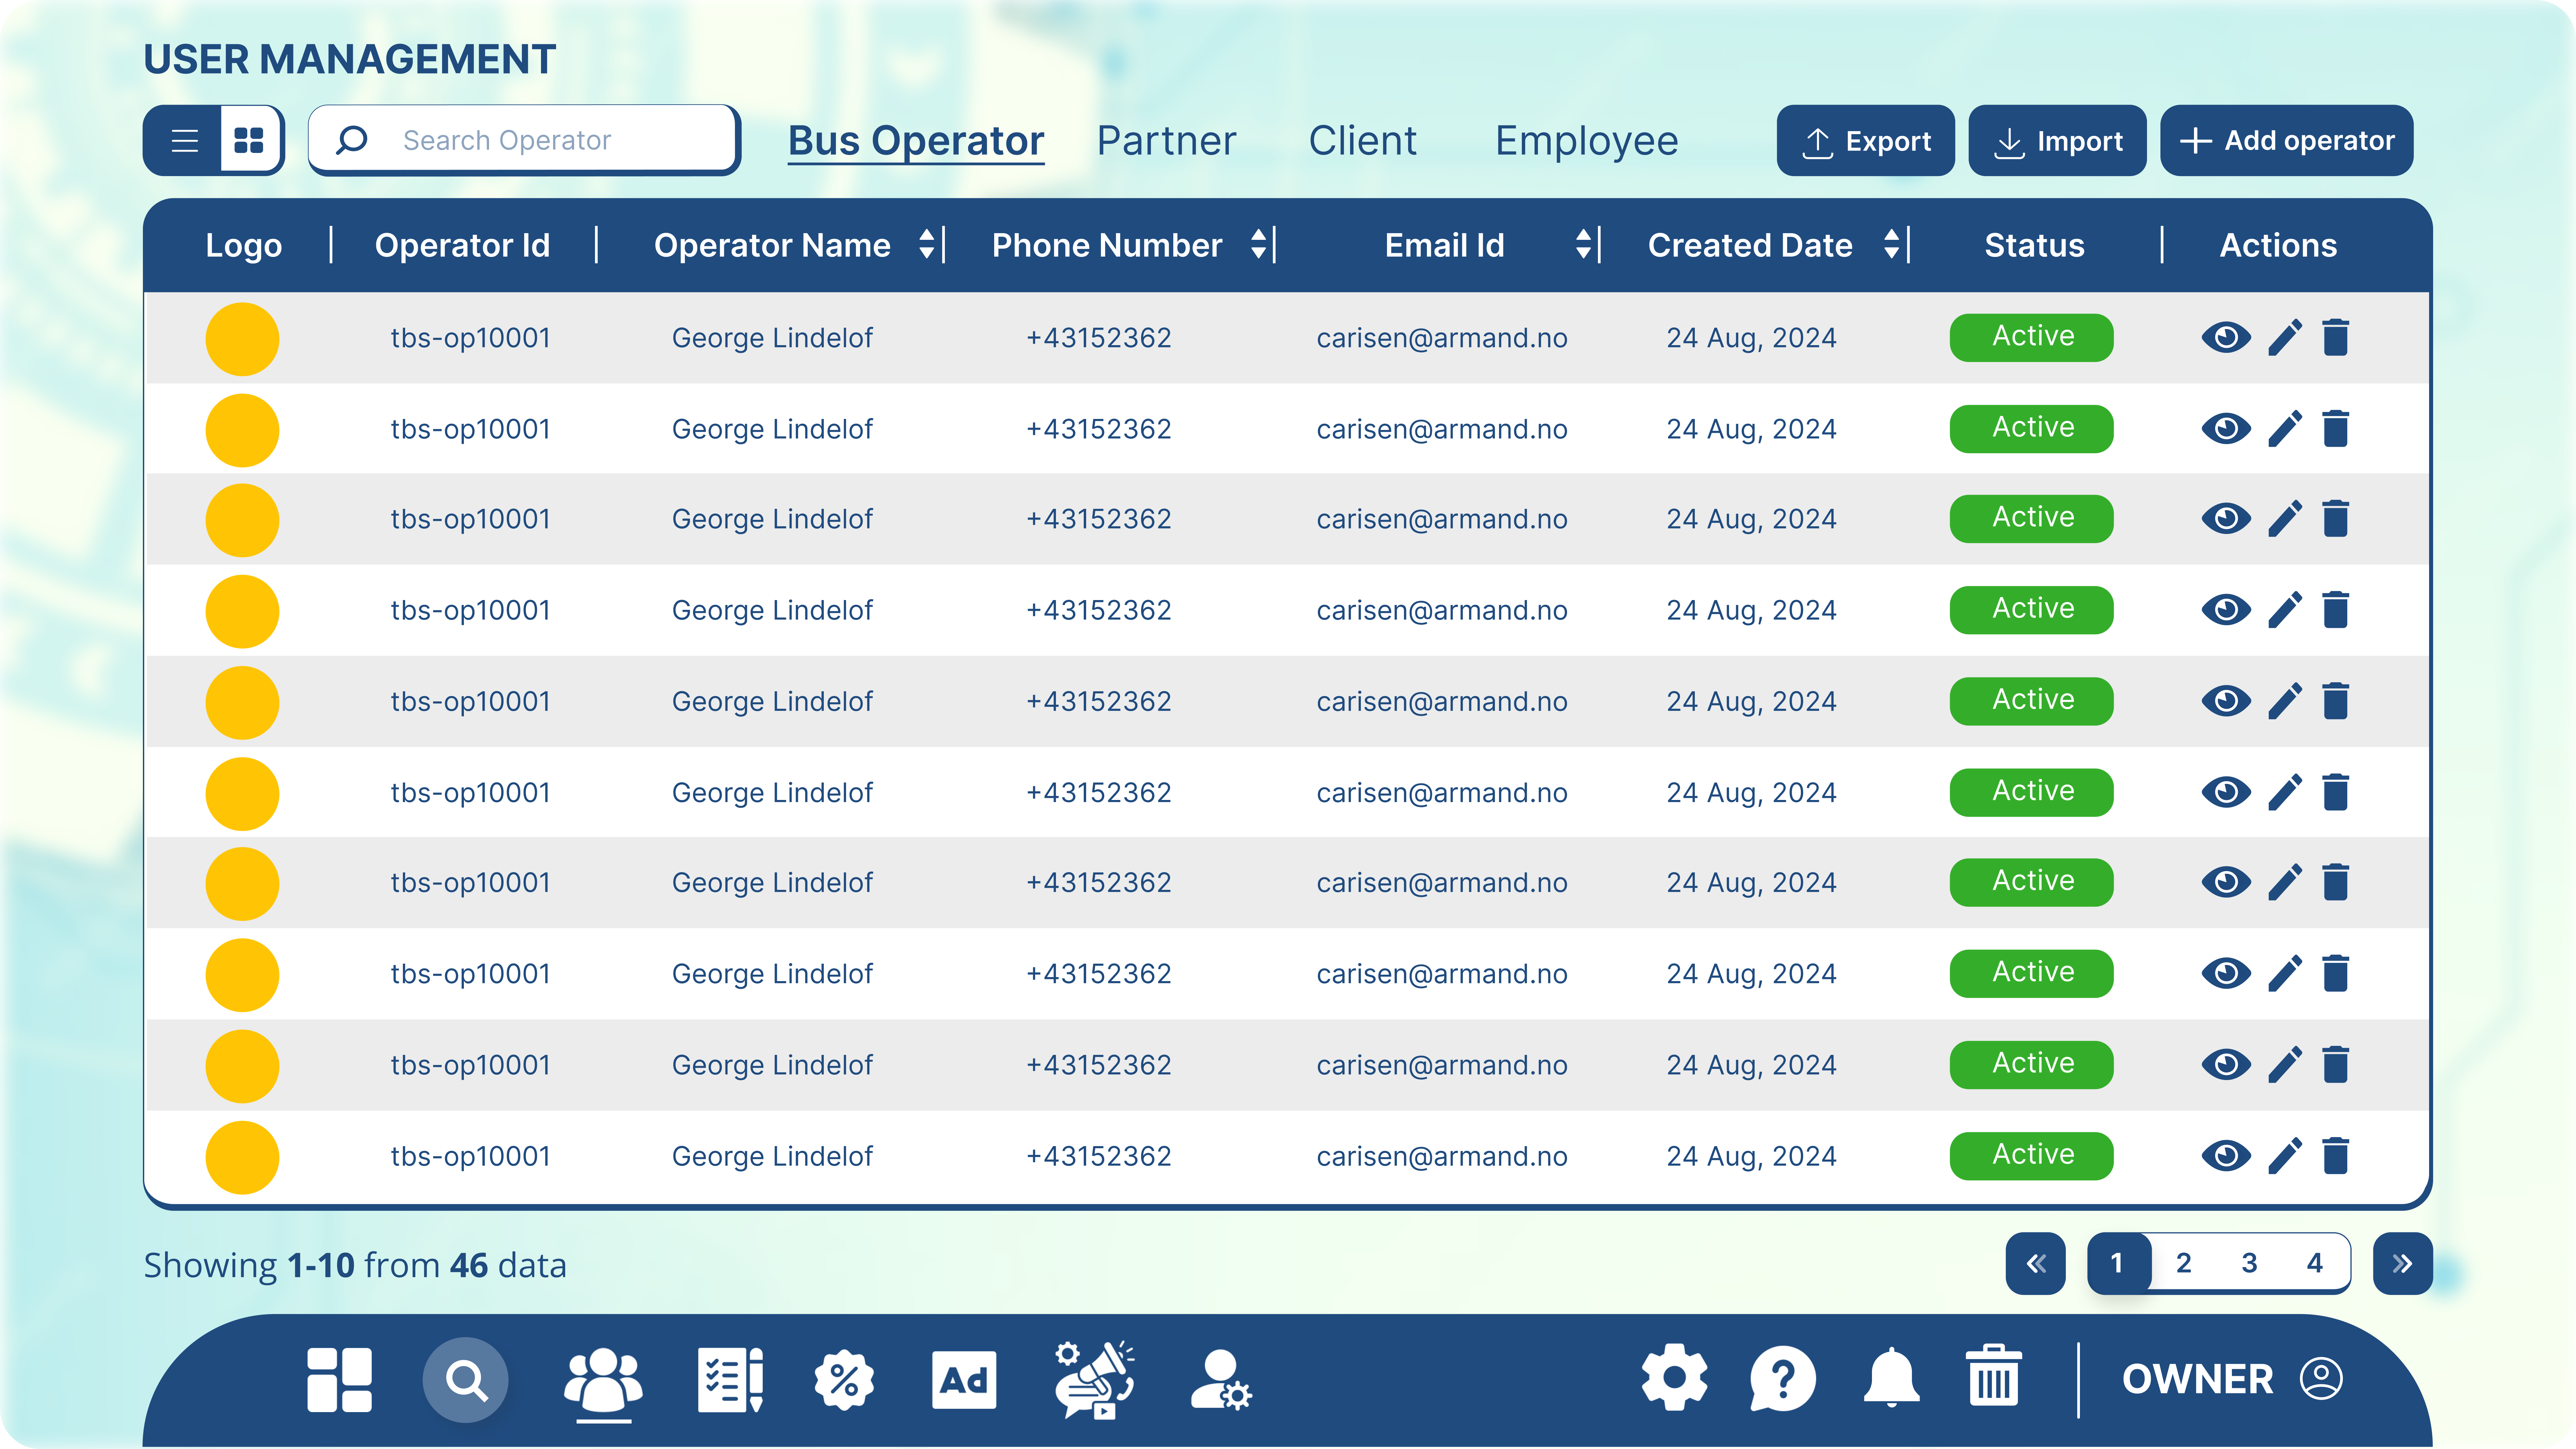 USER MANAGEMENT
Search Operator
Bus Operator Partner Client Employee
Export Import Add operator
Logo Operator Id Operator Name Phone Number Email Id Created Date Status Actions
tbs-op10001 George Lindelof +43152362 carisen@armand.no 24 Aug, 2024 Active
tbs-op10001 George Lindelof +43152362 carisen@armand.no 24 Aug, 2024 Active
tbs-op10001 George Lindelof +43152362 carisen@armand.no 24 Aug, 2024 Active
tbs-op10001 George Lindelof +43152362 carisen@armand.no 24 Aug, 2024 Active
tbs-op10001 George Lindelof +43152362 carisen@armand.no 24 Aug, 2024 Active
tbs-op10001 George Lindelof +43152362 carisen@armand.no 24 Aug, 2024 Active
tbs-op10001 George Lindelof +43152362 carisen@armand.no 24 Aug, 2024 Active
tbs-op10001 George Lindelof +43152362 carisen@armand.no 24 Aug, 2024 Active
tbs-op10001 George Lindelof +43152362 carisen@armand.no 24 Aug, 2024 Active
tbs-op10001 George Lindelof +43152362 carisen@armand.no 24 Aug, 2024 Active
Showing 1-10 from 46 data
« 1 2 3 4 »
% Ad ? OWNER